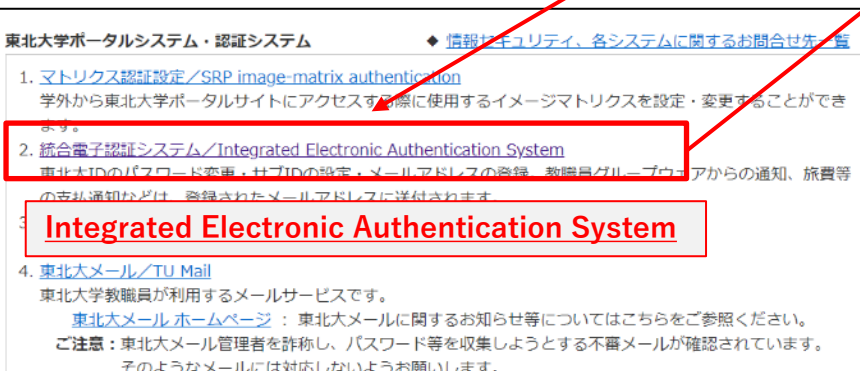 東北大学ポータルシステム・認証システム ◆ 情報セキュリティ、各システムに関するお問合せ先一覧
1. マトリクス認証設定／SRP image-matrix authentication
学外から東北大学ポータルサイトにアクセスする際に使用するイメージマトリクスを設定・変更することができ
ます。
2. 統合電子認証システム／Integrated Electronic Authentication System
東北大IDのパスワード変更・サブIDの設定・メールアドレスの登録 教職員グループウェアからの通知、旅費等
の支払通知などは、登録されたメールアドレスに送付されます。
3
Integrated Electronic Authentication System
4. 東北大メール／TU Mail
東北大学教職員が利用するメールサービスです。
東北大メール ホームページ ： 東北大メールに関するお知らせ等についてはこちらをご参照ください。
ご注意：東北大メール管理者を詐称し、パスワード等を収集しようとする不審メールが確認されています。
そのようなメールには対応しないようお願いします。